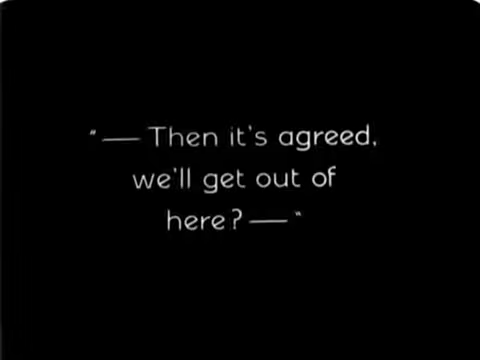 "— Then it's agreed,
we'll get out of
here? —"